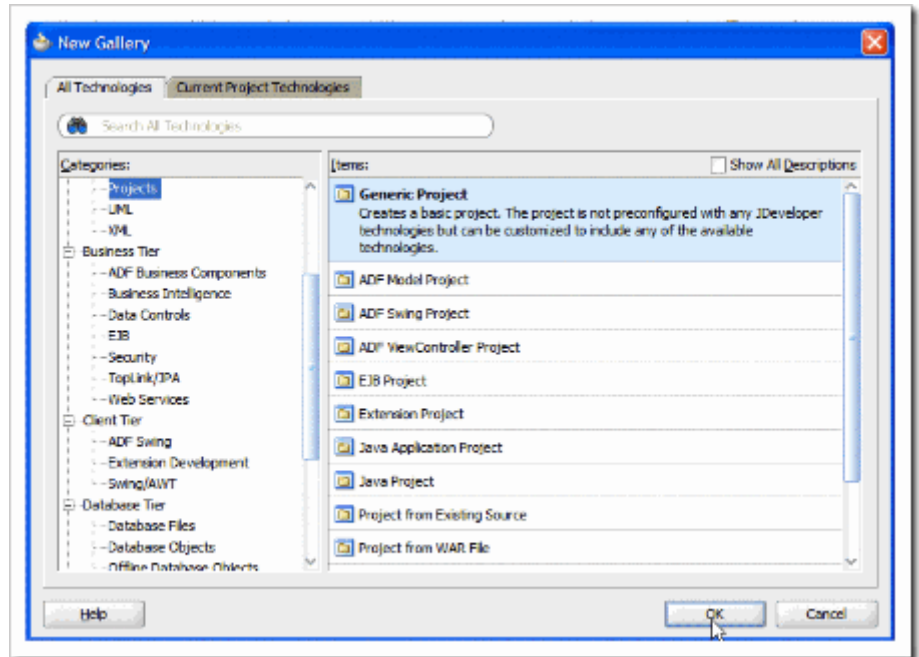 New Gallery
All Technologies
Current Project Technologies
Search All Technologies
Categories:
Projects
UML
XML
Business Tier
ADF Business Components
Business Intelligence
Data Controls
EJB
Security
TopLink/JPA
Web Services
Client Tier
ADF Swing
Extension Development
Swing/AWT
Database Tier
Database Files
Database Objects
Offline Database Objects
Items:
Show All Descriptions
Generic Project
Creates a basic project. The project is not preconfigured with any JDeveloper
technologies but can be customized to include any of the available
technologies.
ADF Model Project
ADF Swing Project
ADF ViewController Project
EJB Project
Extension Project
Java Application Project
Java Project
Project from Existing Source
Project from WAR File
Help
OK
Cancel